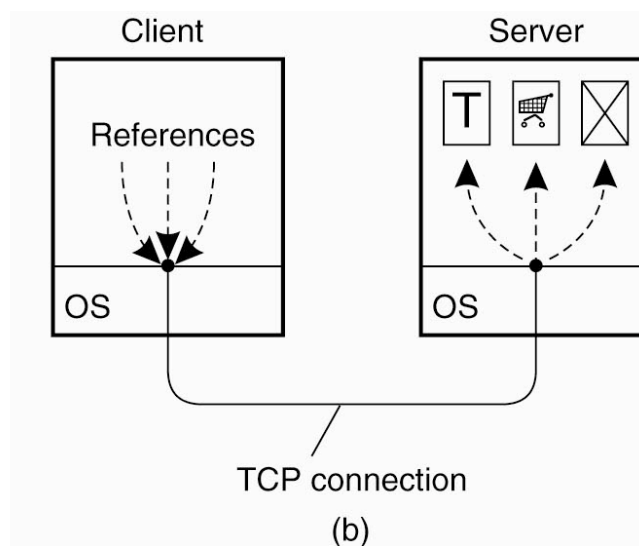 Client
Server
References
T
OS
OS
TCP connection
(b)